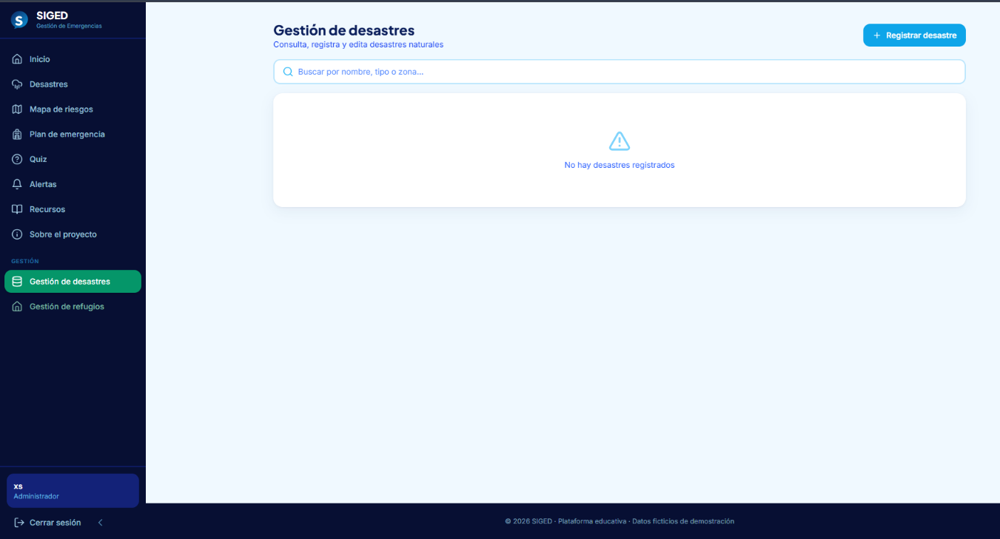 SIGED
Gestión de Emergencias
Inicio
Desastres
Mapa de riesgos
Plan de emergencia
Quiz
Alertas
Recursos
Sobre el proyecto
GESTIÓN
Gestión de desastres
Gestión de refugios
xs
Administrador
Cerrar sesión
Gestión de desastres
Consulta, registra y edita desastres naturales
+ Registrar desastre
Buscar por nombre, tipo o zona...
No hay desastres registrados
© 2026 SIGED · Plataforma educativa · Datos ficticios de demostración